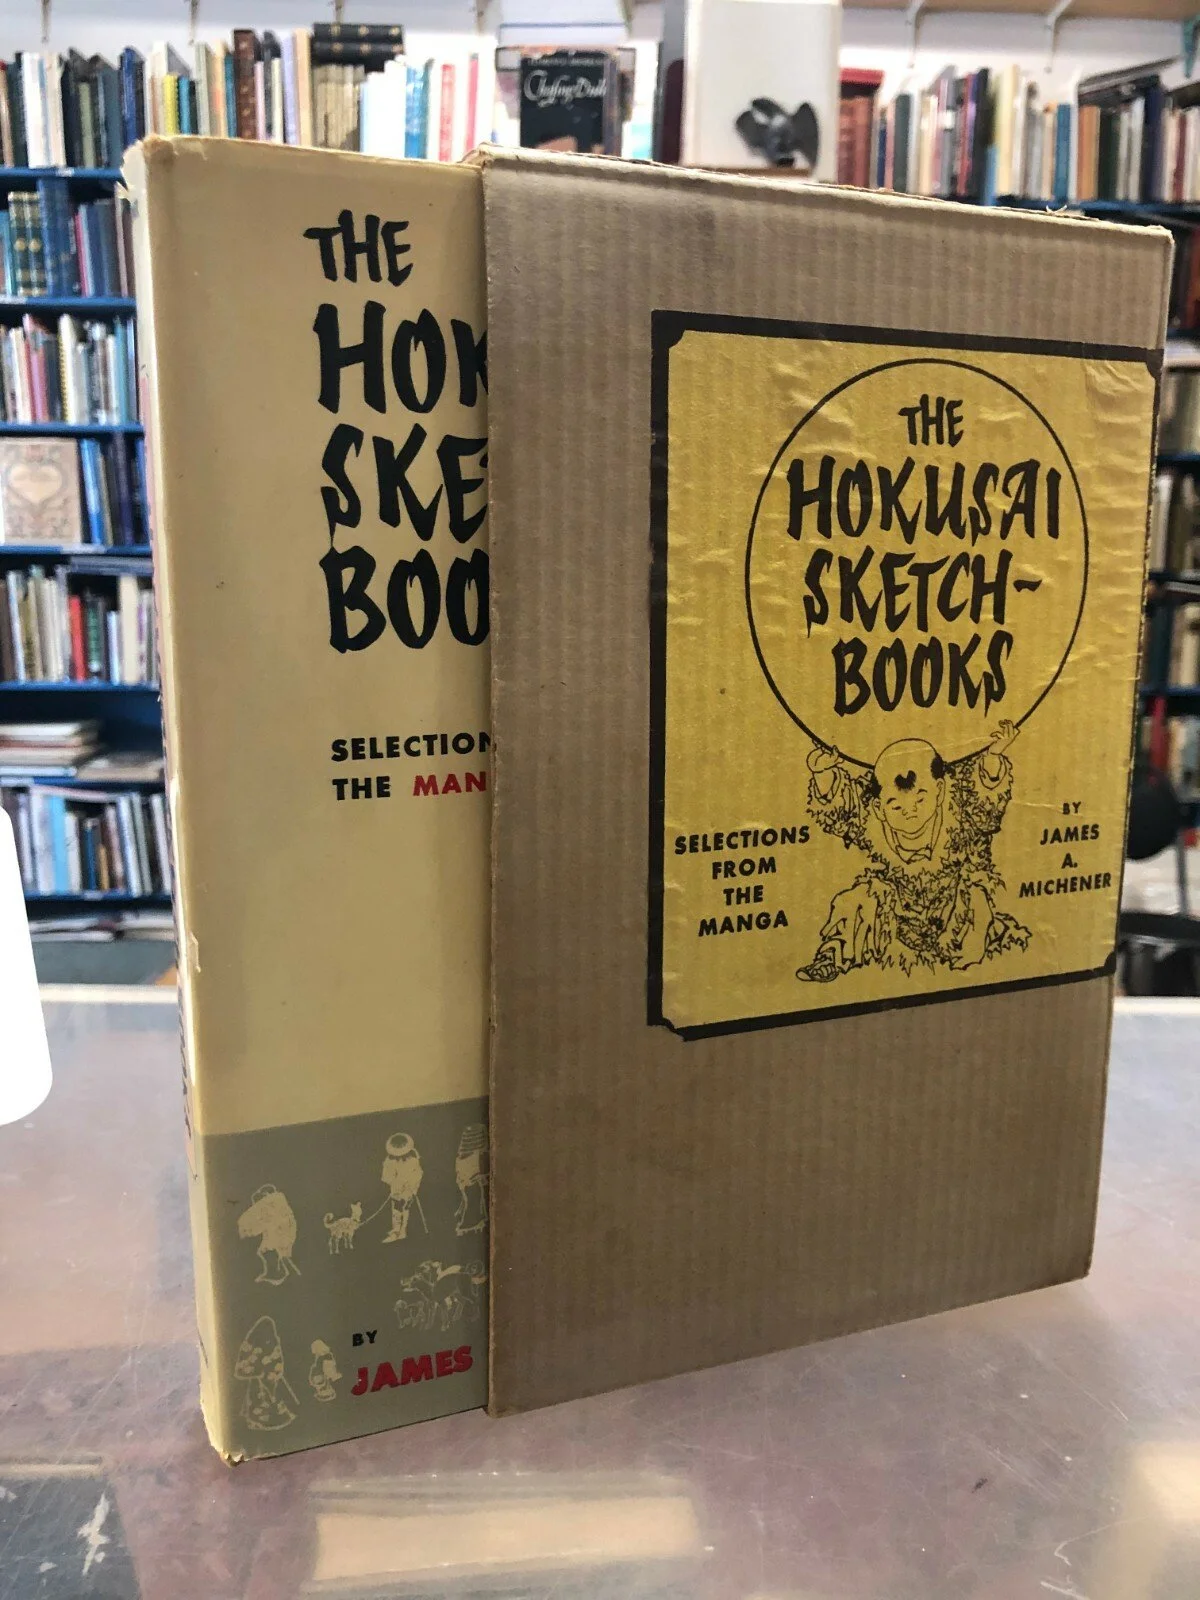 THE
HOK
SKE
BOO
SELECTION
THE MAN
BY
JAMES
THE
HOKUSAI
SKETCH-
BOOKS
SELECTIONS
FROM
THE
MANGA
BY
JAMES
A.
MICHENER